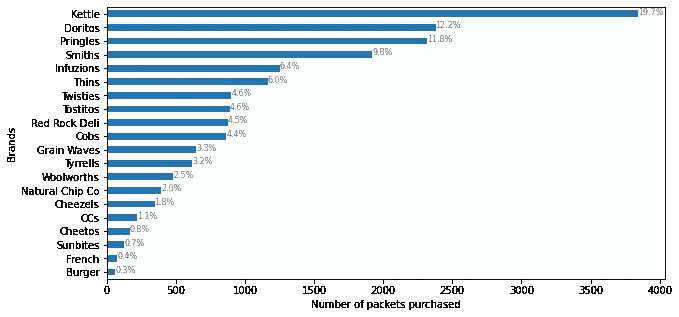 Kettle 19.7%
Doritos 12.2%
Pringles 11.8%
Smiths 9.8%
Infuzions 6.4%
Thins 6.0%
Twisties 4.6%
Tostitos 4.6%
Red Rock Deli 4.5%
Cobs 4.4%
Grain Waves 3.3%
Tyrrells 3.2%
Woolworths 2.5%
Natural Chip Co 2.0%
Cheezels 1.8%
CCs 1.1%
Cheetos 0.8%
Sunbites 0.7%
French 0.4%
Burger 0.3%
Brands
0 500 1000 1500 2000 2500 3000 3500 4000
Number of packets purchased